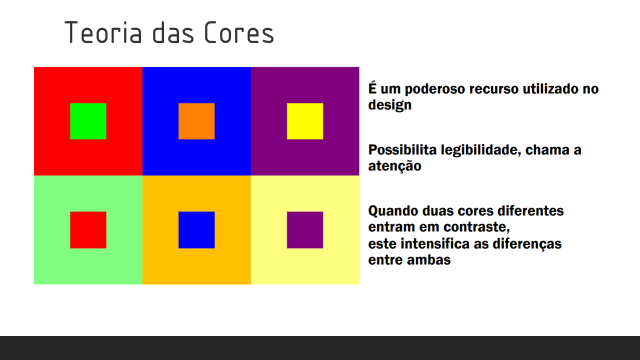 Teoria das Cores
É um poderoso recurso utilizado no
design
Possibilita legibilidade, chama a
atenção
Quando duas cores diferentes
entram em contraste,
este intensifica as diferenças
entre ambas